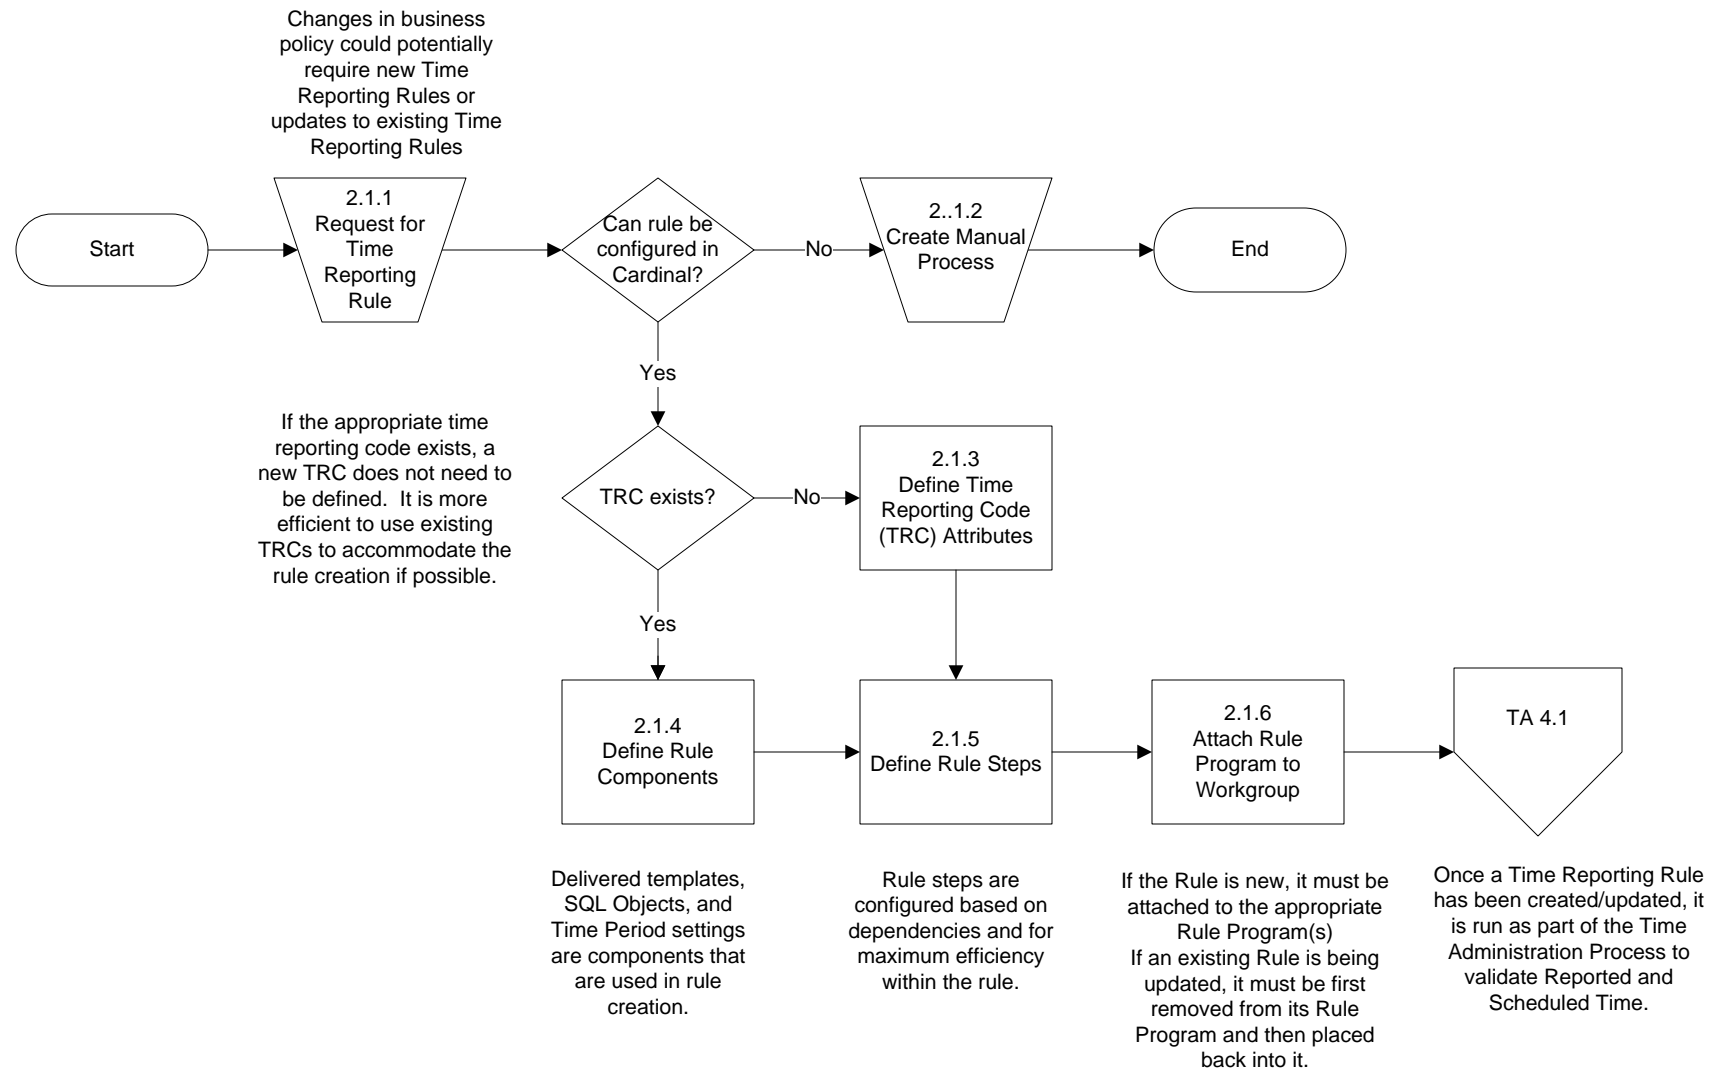 Changes in business
policy could potentially
require new Time
Reporting Rules or
updates to existing Time
Reporting Rules
Start
2.1.1
Request for
Time
Reporting
Rule
Can rule be
configured in
Cardinal?
No
2..1.2
Create Manual
Process
End
Yes
If the appropriate time
reporting code exists, a
new TRC does not need to
be defined.  It is more
efficient to use existing
TRCs to accommodate the
rule creation if possible.
TRC exists?
No
2.1.3
Define Time
Reporting Code
(TRC) Attributes
Yes
2.1.4
Define Rule
Components
2.1.5
Define Rule Steps
2.1.6
Attach Rule
Program to
Workgroup
TA 4.1
Delivered templates,
SQL Objects, and
Time Period settings
are components that
are used in rule
creation.
Rule steps are
configured based on
dependencies and for
maximum efficiency
within the rule.
If the Rule is new, it must be
attached to the appropriate
Rule Program(s)
If an existing Rule is being
updated, it must be first
removed from its Rule
Program and then placed
back into it.
Once a Time Reporting Rule
has been created/updated, it
is run as part of the Time
Administration Process to
validate Reported and
Scheduled Time.